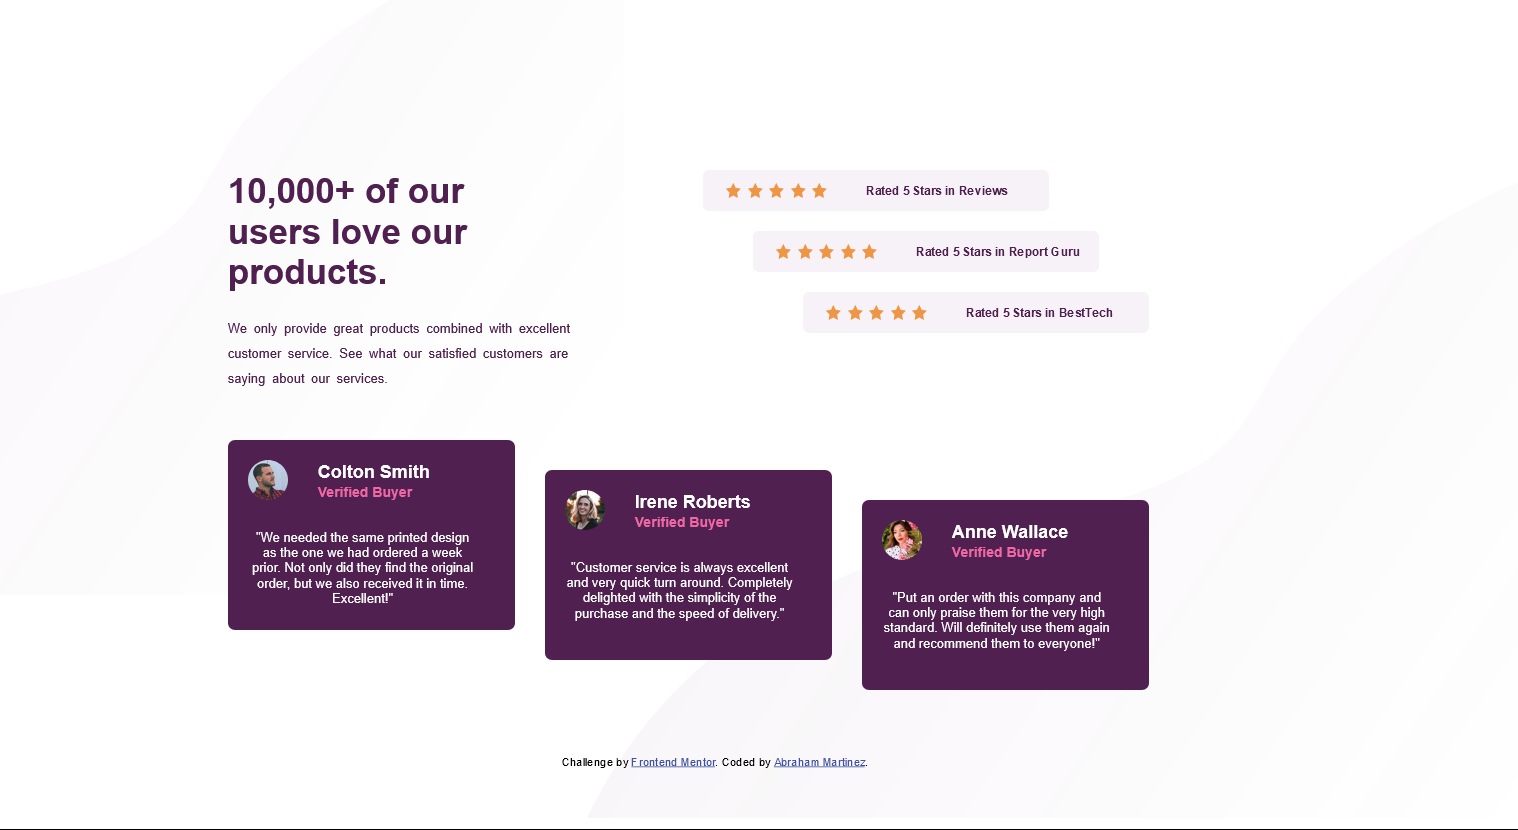 10,000+ of our
users love our
products.
We only provide great products combined with excellent
customer service. See what our satisfied customers are
saying about our services.
Rated 5 Stars in Reviews
Rated 5 Stars in Report Guru
Rated 5 Stars in BestTech
Colton Smith
Verified Buyer
"We needed the same printed design
as the one we had ordered a week
prior. Not only did they find the original
order, but we also received it in time.
Excellent!"
Irene Roberts
Verified Buyer
"Customer service is always excellent
and very quick turn around. Completely
delighted with the simplicity of the
purchase and the speed of delivery."
Anne Wallace
Verified Buyer
"Put an order with this company and
can only praise them for the very high
standard. Will definitely use them again
and recommend them to everyone!"
Challenge by Frontend Mentor. Coded by Abraham Martinez.